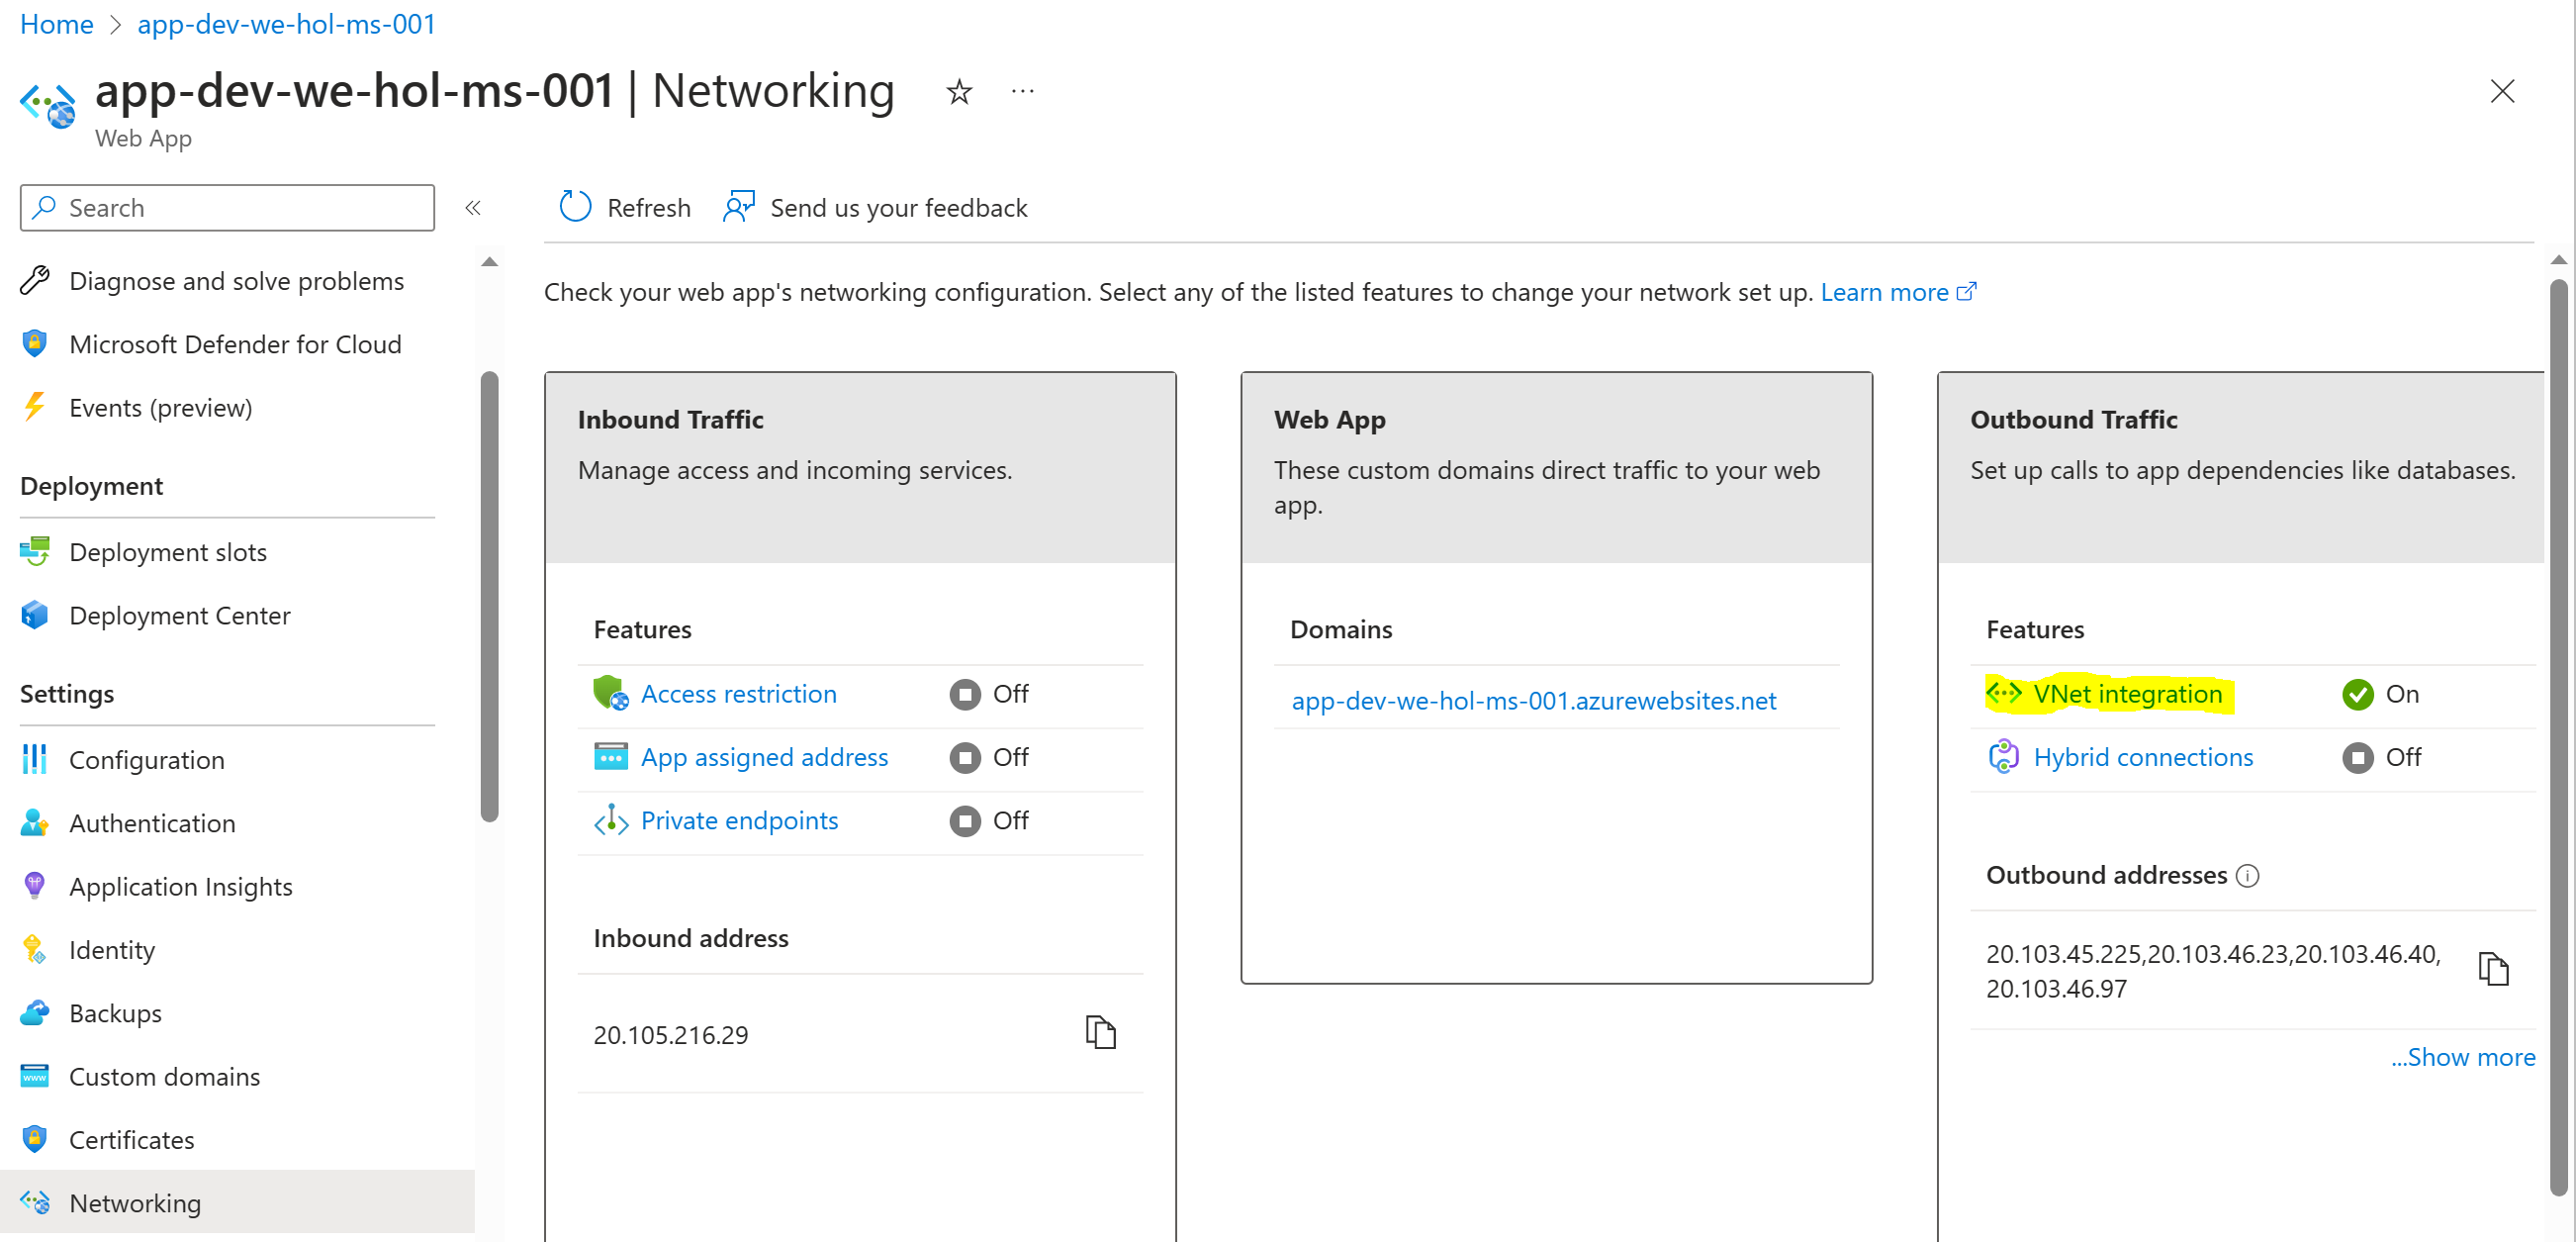 Home > app-dev-we-hol-ms-001
app-dev-we-hol-ms-001 | Networking
Web App
Search
Diagnose and solve problems
Microsoft Defender for Cloud
Events (preview)
Deployment
Deployment slots
Deployment Center
Settings
Configuration
Authentication
Application Insights
Identity
Backups
Custom domains
Certificates
Networking
Refresh
Send us your feedback
Check your web app's networking configuration. Select any of the listed features to change your network set up. Learn more
Inbound Traffic
Manage access and incoming services.
Features
Access restriction Off
App assigned address Off
Private endpoints Off
Inbound address
20.105.216.29
Web App
These custom domains direct traffic to your web
app.
Domains
app-dev-we-hol-ms-001.azurewebsites.net
Outbound Traffic
Set up calls to app dependencies like databases.
Features
VNet integration On
Hybrid connections Off
Outbound addresses
20.103.45.225,20.103.46.23,20.103.46.40,
20.103.46.97
...Show more